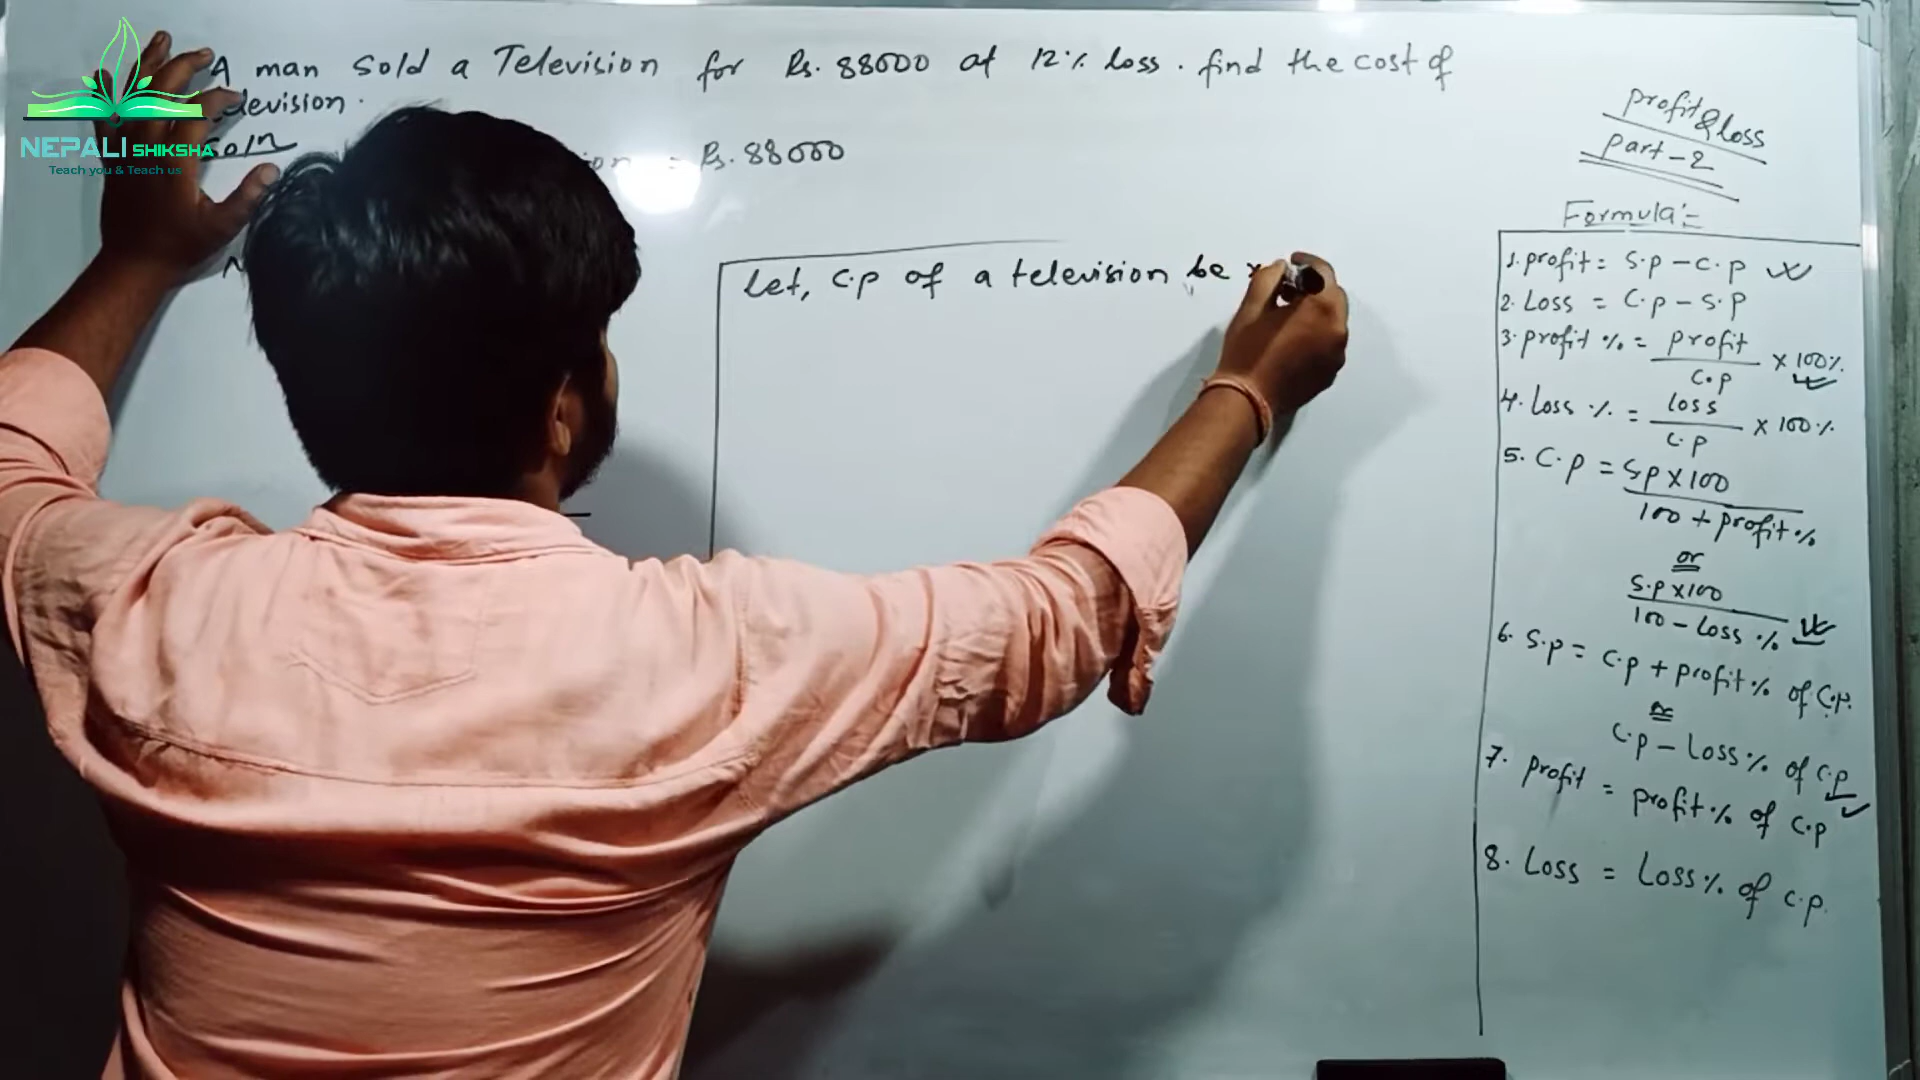 A man sold a Television for Rs. 88000 at 12% loss. find the cost of
levision.
Soln
NEPALI SHIKSHA
Teach you & Teach us
ion = Rs. 88000
let, c.p of a television be x
profit & loss
part-2
Formula:-
1. profit = S.p - C.p
2. Loss = C.p - S.p
3. profit % = profit / C.p × 100%
4. Loss % = loss / C.p × 100%
5. C.p = S.p × 100 / 100 + profit %
or
S.p × 100 / 100 - Loss %
6. S.p = C.p + profit % of C.p.
or
C.p - Loss % of C.p
7. profit = profit % of C.p
8. Loss = Loss % of C.p.